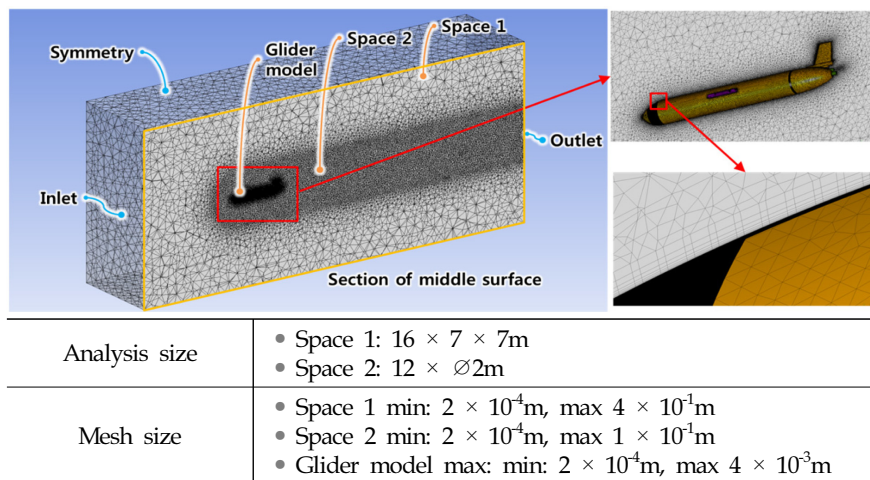 Symmetry
Glider model
Space 2
Space 1
Inlet
Outlet
Section of middle surface
Analysis size
• Space 1: 16 × 7 × 7m
• Space 2: 12 × ∅2m
Mesh size
• Space 1 min: 2 × 10⁻⁴m, max 4 × 10⁻¹m
• Space 2 min: 2 × 10⁻⁴m, max 1 × 10⁻¹m
• Glider model max: min: 2 × 10⁻⁴m, max 4 × 10⁻³m